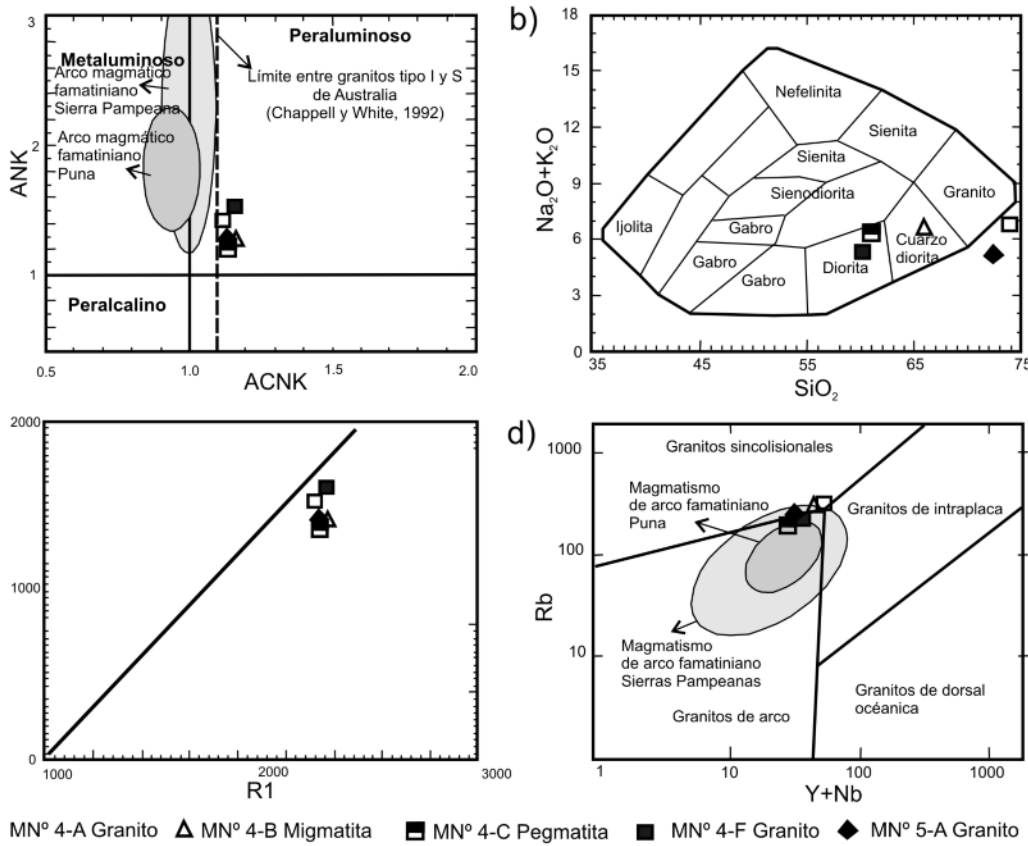 3
2
1
ANK
Metaluminoso
Arco magmático
famatiniano
Sierra Pampeana
Arco magmático
famatiniano
Puna
Peraluminoso
Límite entre granitos tipo I y S
de Australia
(Chappell y White, 1992)
Peralcalino
0.5
1.0
1.2
2.0
ACNK
b)
Na₂O+K₂O
18
15
12
9
6
3
0
Nefelinita
Sienita
Sienita
Sienodiorita
Granito
Ijolita
Gabro
Gabro
Gabro
Diorita
Cuarzo
diorita
35
45
55
65
75
SiO₂
2000
1000
0
1000
2000
3000
R1
d)
Rb
1000
100
10
Granitos sincolisionales
Magmatismo
de arco famatiniano
Puna
Granitos de intraplaca
Magmatismo
de arco famatiniano
Sierras Pampeanas
Granitos de arco
Granitos de dorsal
océanica
1
10
100
1000
Y+Nb
MNº 4-A Granito
MNº 4-B Migmatita
MNº 4-C Pegmatita
MNº 4-F Granito
MNº 5-A Granito